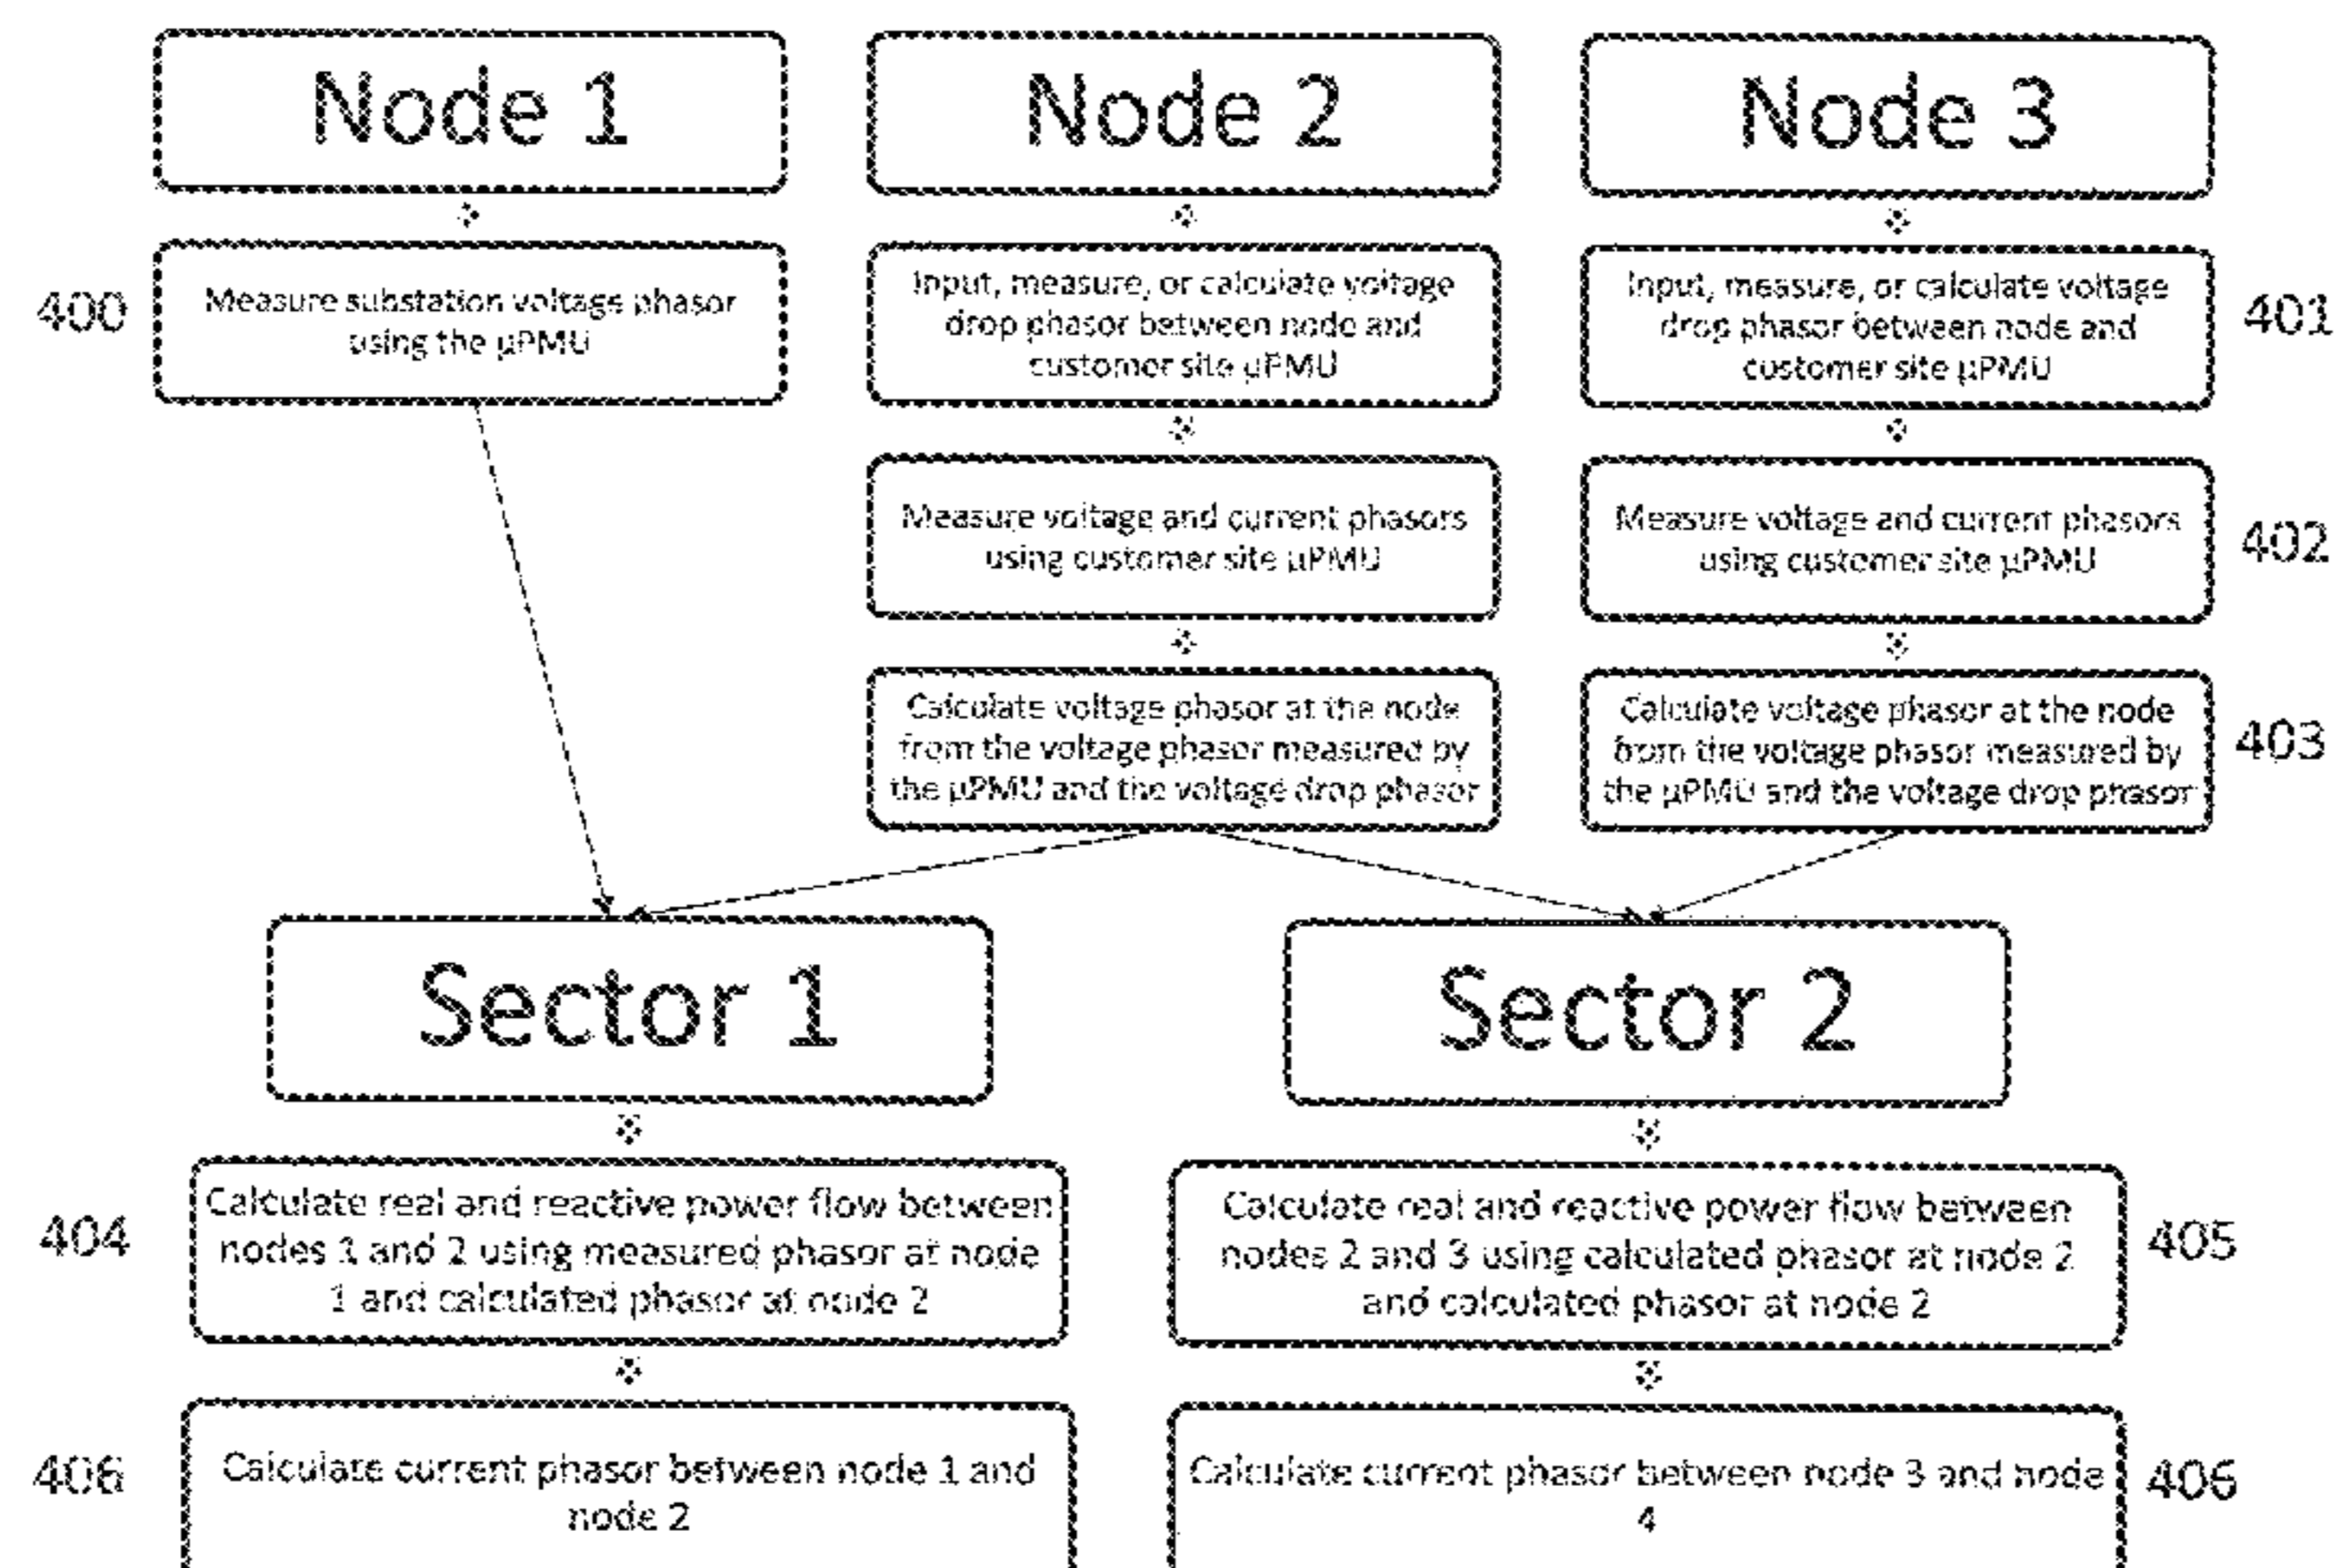 Node 1
Node 2
Node 3
400
Measure substation voltage phasor
using the µPMU
Input, measure, or calculate voltage
drop phasor between node and
customer site µPMU
Input, measure, or calculate voltage
drop phasor between node and
customer site µPMU
401
Measure voltage and current phasors
using customer site µPMU
Measure voltage and current phasors
using customer site µPMU
402
Calculate voltage phasor at the node
from the voltage phasor measured by
the µPMU and the voltage drop phasor
Calculate voltage phasor at the node
from the voltage phasor measured by
the µPMU and the voltage drop phasor
403
Sector 1
Sector 2
404
Calculate real and reactive power flow between
nodes 1 and 2 using measured phasor at node
1 and calculated phasor at node 2
Calculate real and reactive power flow between
nodes 2 and 3 using calculated phasor at node 2
and calculated phasor at node 2
405
406
Calculate current phasor between node 1 and
node 2
Calculate current phasor between node 3 and node
4
406